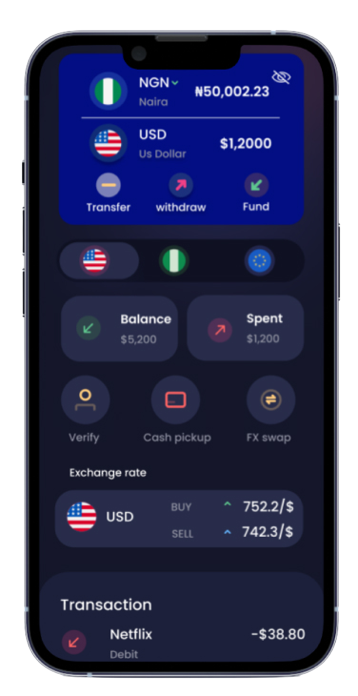 NGN ₦50,002.23
Naira
USD $1,2000
Us Dollar
Transfer withdraw Fund
Balance Spent
$5,200 $1,200
Verify Cash pickup FX swap
Exchange rate
USD BUY 752.2/$
SELL 742.3/$
Transaction
Netflix -$38.80
Debit